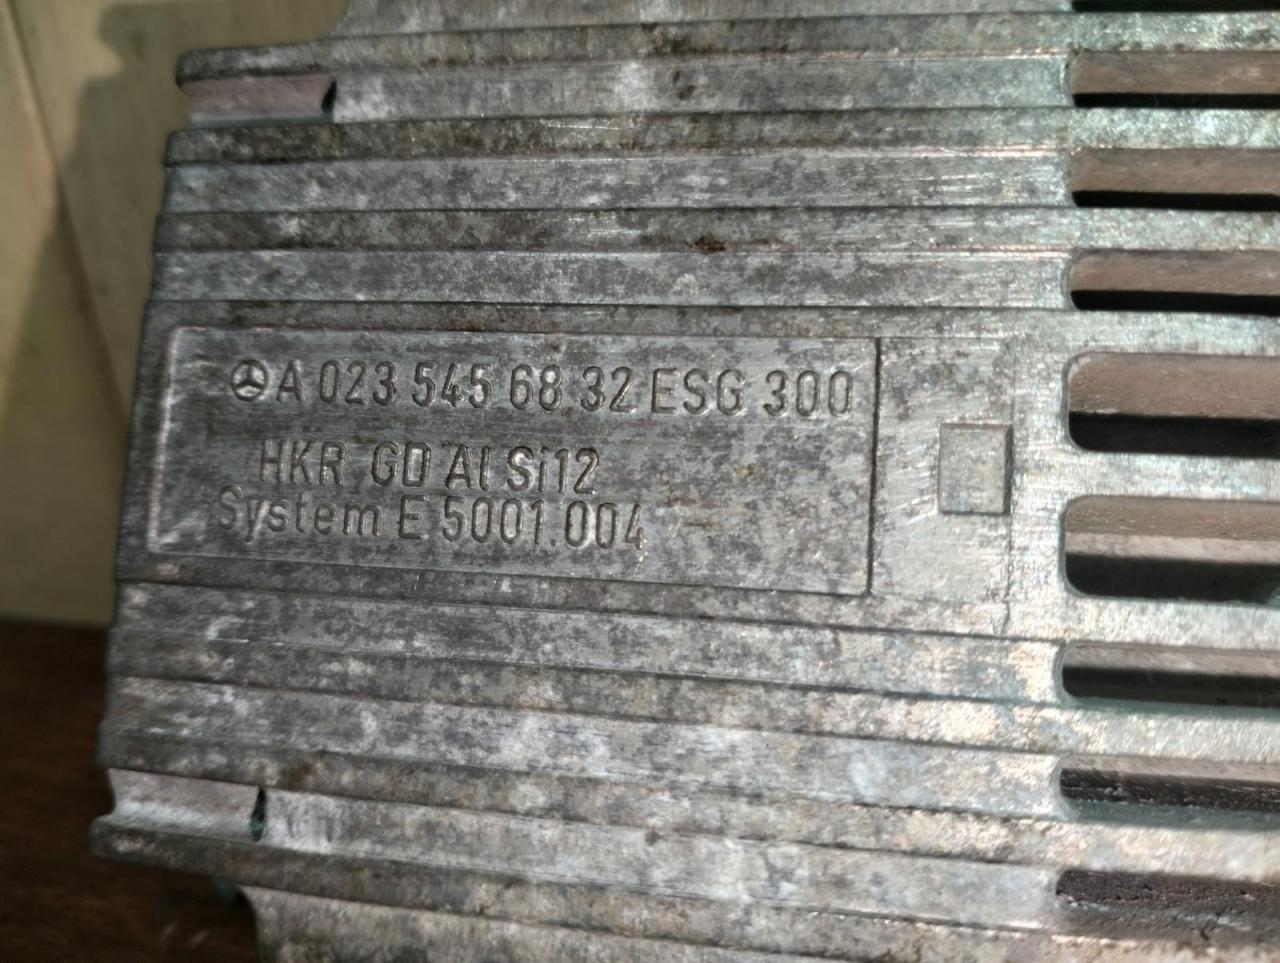 A 023 545 68 32 ESG 300
HKR GD Al Si12
System E 5001.004